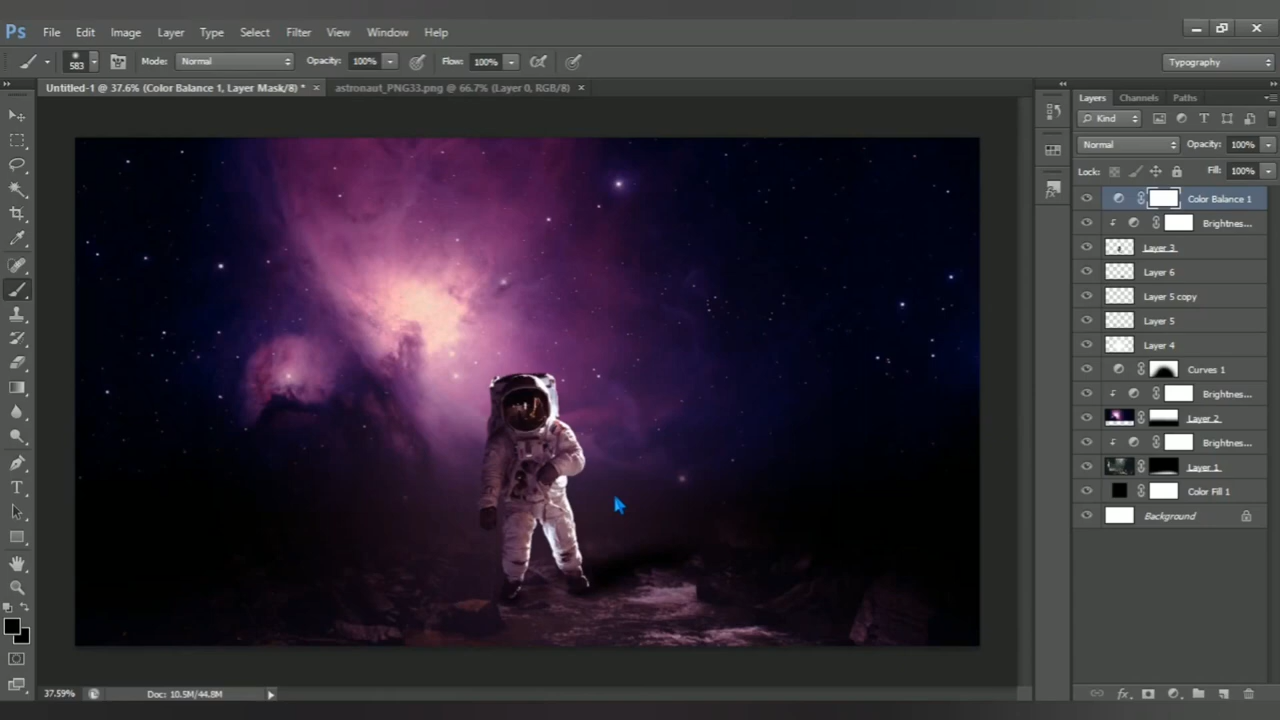 Ps File Edit Image Layer Type Select Filter View Window Help
583 Mode: Normal Opacity: 100% Flow: 100% Typography
Untitled-1 @ 37.6% (Color Balance 1, Layer Mask/8) * × astronaut_PNG33.png @ 66.7% (Layer 0, RGB/8) ×
Layers Channels Paths
Kind
Normal Opacity: 100%
Lock: Fill: 100%
Color Balance 1
Brightness...
Layer 3
Layer 6
Layer 5 copy
Layer 5
Layer 4
Curves 1
Brightnes...
Layer 2
Brightnes...
Layer 1
Color Fill 1
Background
37.59% Doc: 10.5M/44.8M